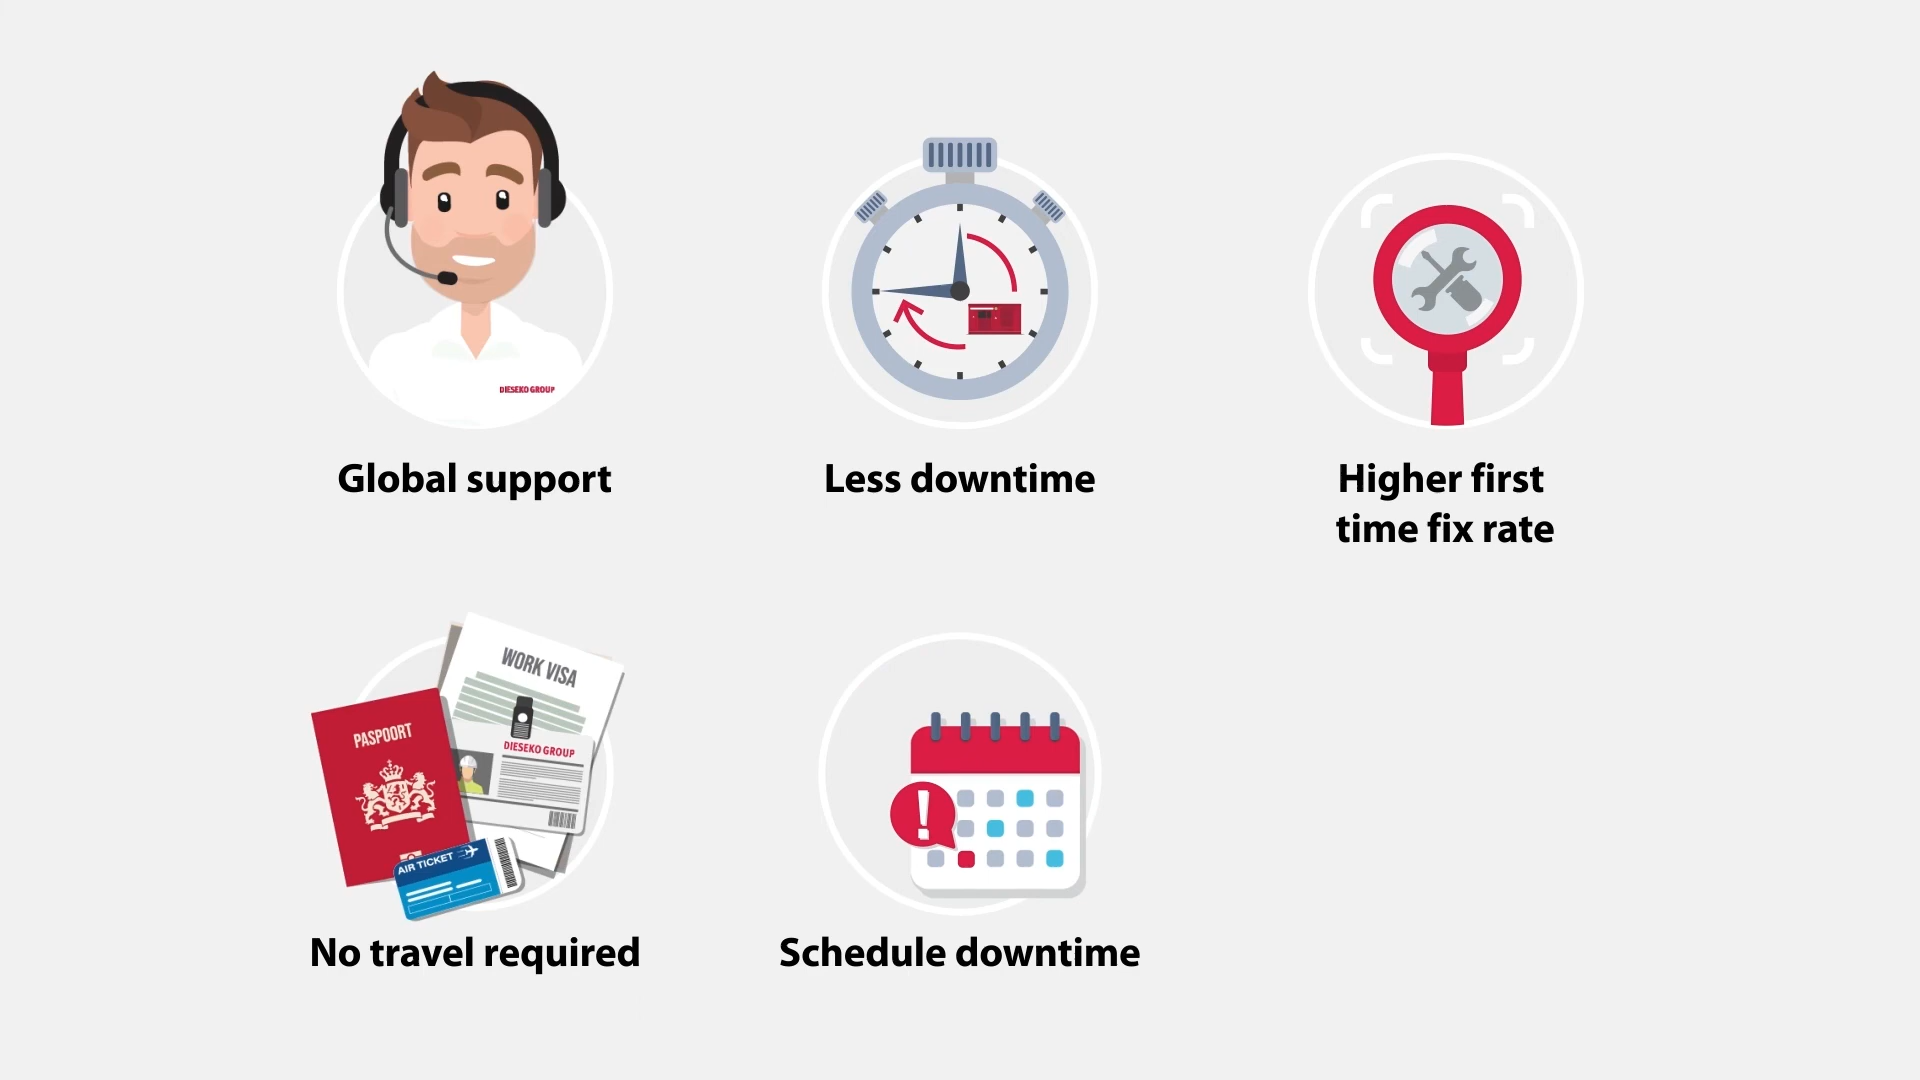 DIESEKO GROUP
Global support
Less downtime
Higher first
time fix rate
WORK VISA
PASPOORT
DIESEKO GROUP
AIR TICKET
No travel required
!
Schedule downtime